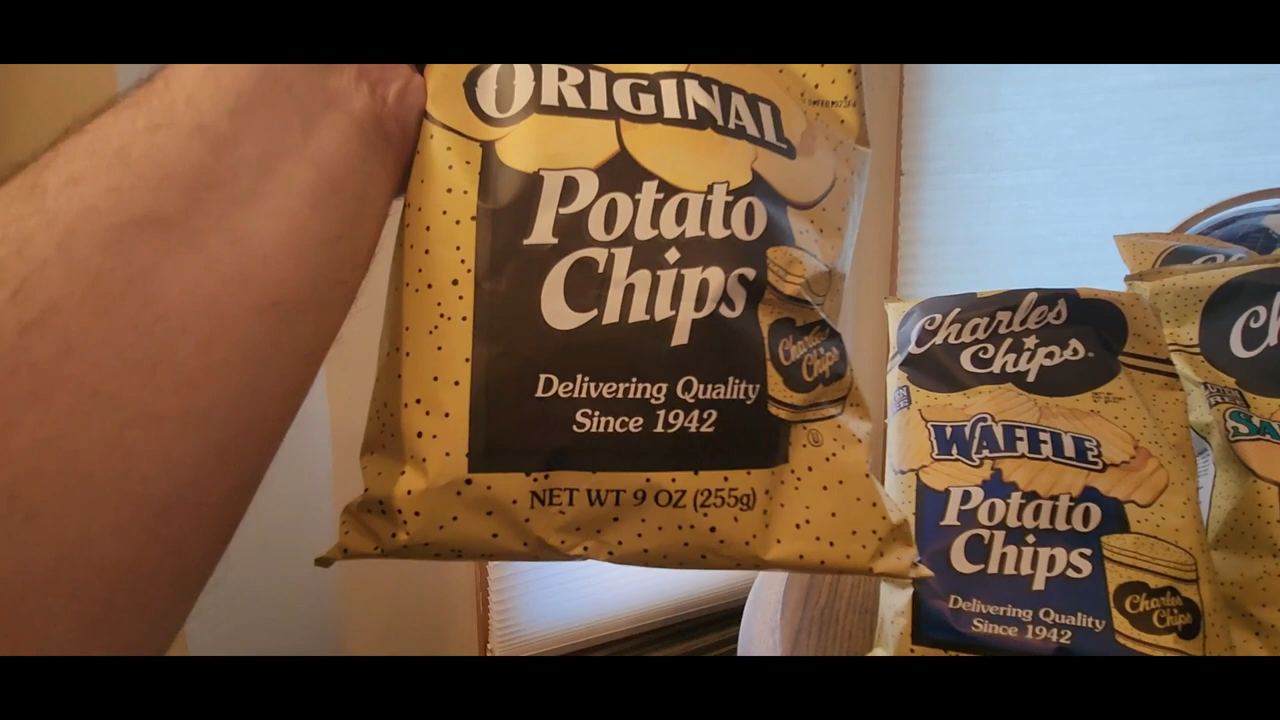 ORIGINAL
Potato
Chips
Charles
Chips
Delivering Quality
Since 1942
U
NET WT 9 OZ (255g)
Charles
Chips
WAFFLE
Potato
Chips
Charles
Chips
Delivering Quality
Since 1942